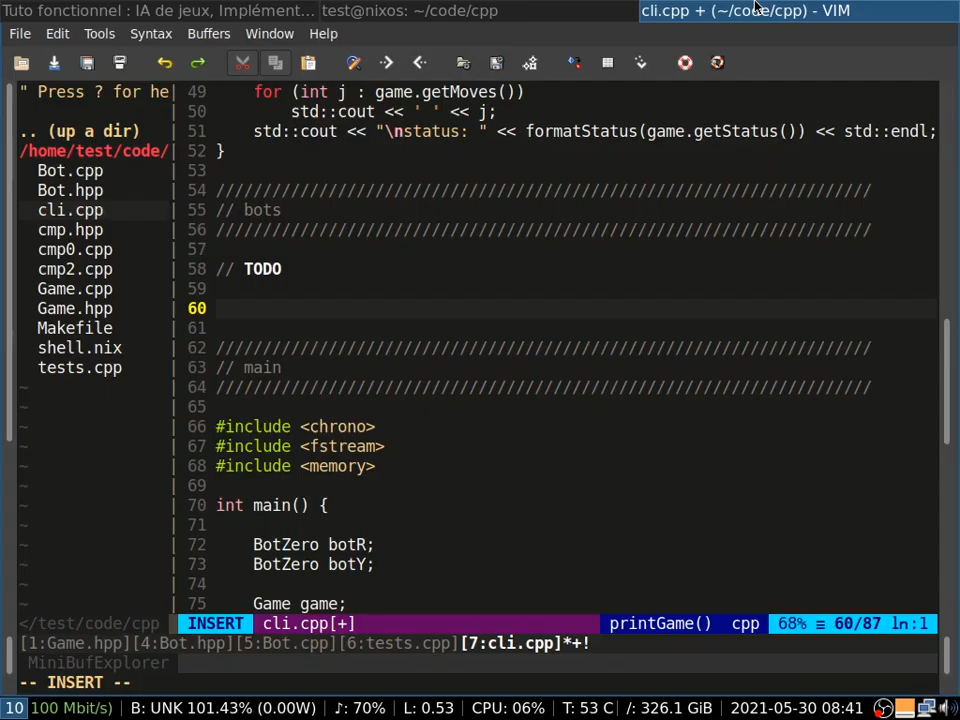 Tuto fonctionnel : IA de jeux, Implément... test@nixos: ~/code/cpp cli.cpp + (~/code/cpp) - VIM
File Edit Tools Syntax Buffers Window Help
" Press ? for he
.. (up a dir)
/home/test/code/
Bot.cpp
Bot.hpp
cli.cpp
cmp.hpp
cmp0.cpp
cmp2.cpp
Game.cpp
Game.hpp
Makefile
shell.nix
tests.cpp
~
~
~
~
~
~
~
~
~
~
~
~
49     for (int j : game.getMoves())
50         std::cout << ' ' << j;
51     std::cout << "\nstatus: " << formatStatus(game.getStatus()) << std::endl;
52 }
53
54 //////////////////////////////////////////////////////////////////////
55 // bots
56 //////////////////////////////////////////////////////////////////////
57
58 // TODO
59
60
61
62 //////////////////////////////////////////////////////////////////////
63 // main
64 //////////////////////////////////////////////////////////////////////
65
66 #include <chrono>
67 #include <fstream>
68 #include <memory>
69
70 int main() {
71
72     BotZero botR;
73     BotZero botY;
74
75     Game game;
</test/code/cpp INSERT cli.cpp[+] printGame() cpp 68% ≡ 60/87 ln:1
[1:Game.hpp][4:Bot.hpp][5:Bot.cpp][6:tests.cpp][7:cli.cpp]*+!
MiniBufExplorer
-- INSERT --
10 100 Mbit/s) B: UNK 101.43% (0.00W) ♪: 70% L: 0.53 CPU: 06% T: 53 C /: 326.1 GiB 2021-05-30 08:41